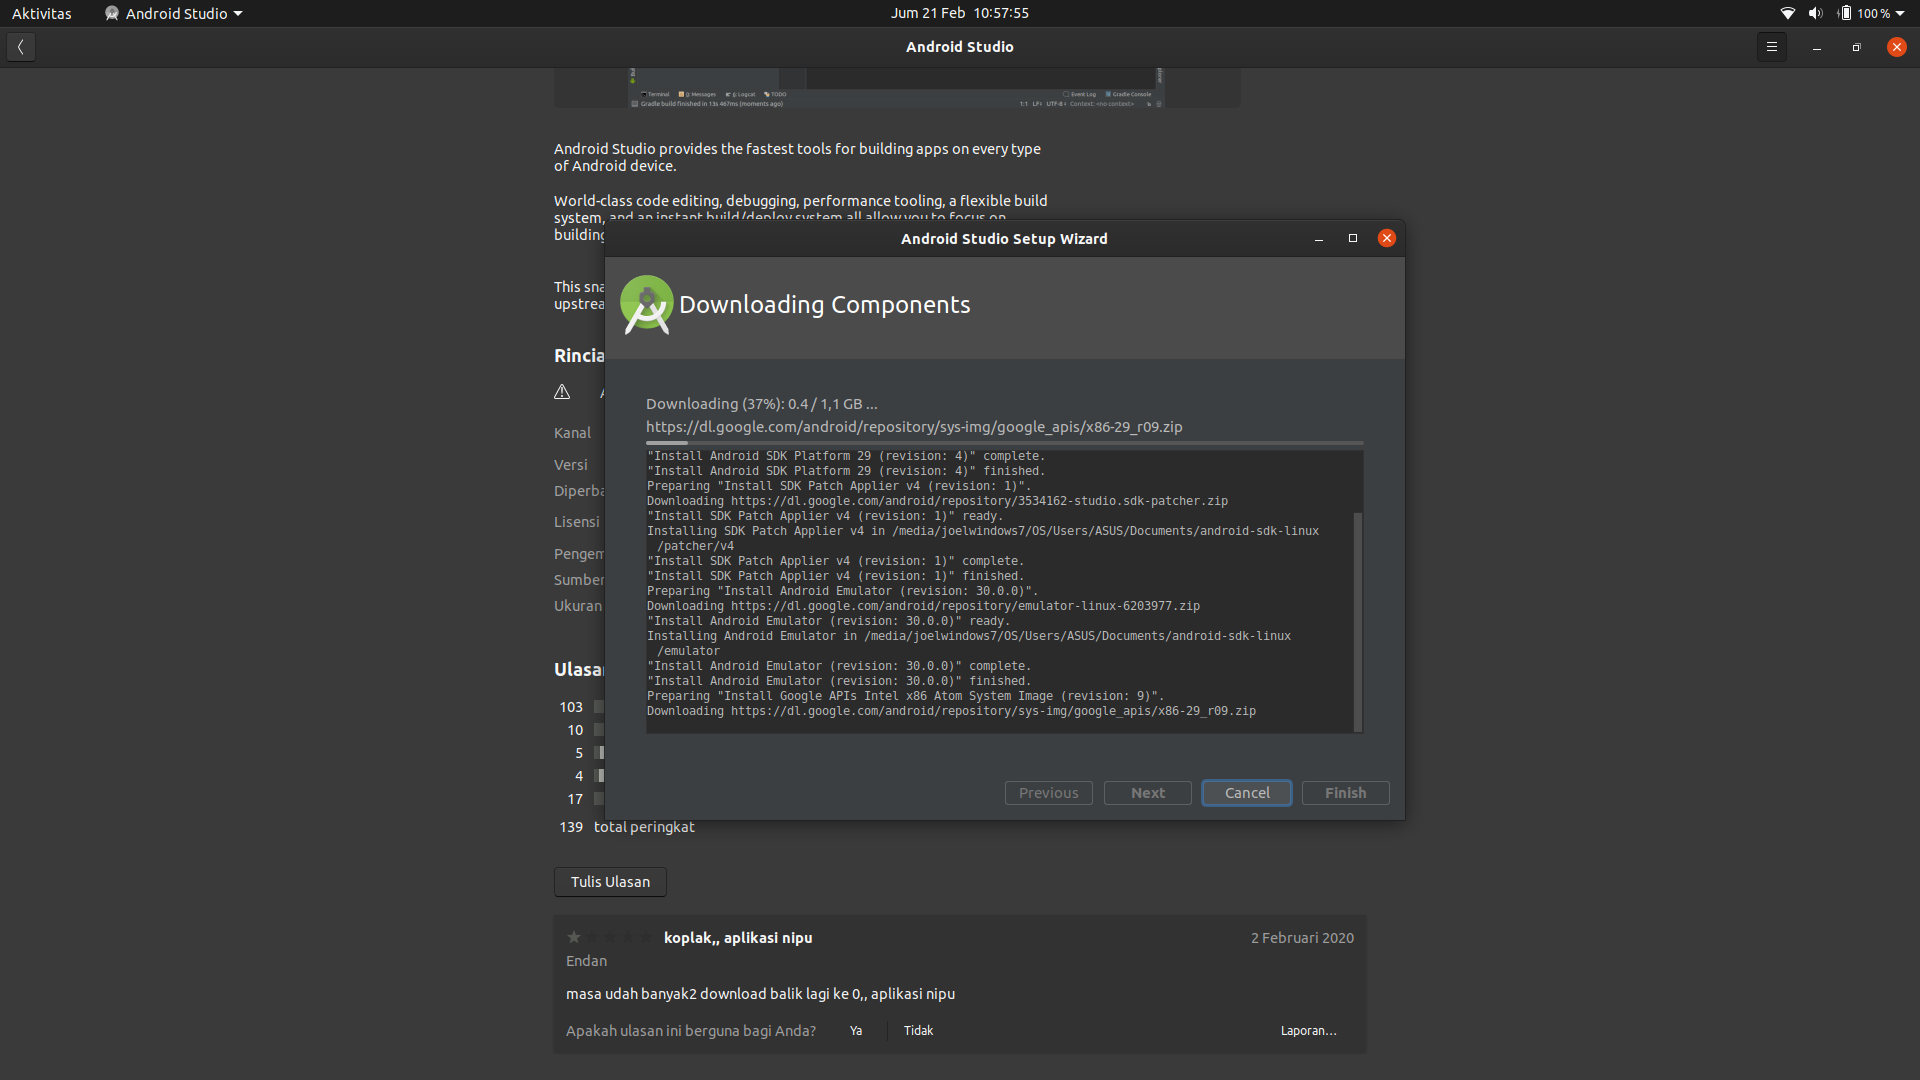 Aktivitas
Android Studio
Jum 21 Feb 10:57:55
100 %
Android Studio
Terminal 0: Messages 6: Logcat TODO Event Log Gradle Console
Gradle build finished in 13s 467ms (moments ago) 1:1 LF UTF-8 Context: <no context>
Android Studio provides the fastest tools for building apps on every type
of Android device.
World-class code editing, debugging, performance tooling, a flexible build
system, and an instant build/deploy system all allow you to focus on
building
This sna
upstrea
Rincia
Kanal
Versi
Diperba
Lisensi
Pengem
Sumber
Ukuran
Ulasan
103
10
5
4
17
139 total peringkat
Tulis Ulasan
koplak,, aplikasi nipu
2 Februari 2020
Endan
masa udah banyak2 download balik lagi ke 0,, aplikasi nipu
Apakah ulasan ini berguna bagi Anda? Ya Tidak Laporan...
Android Studio Setup Wizard
Downloading Components
Downloading (37%): 0.4 / 1,1 GB ...
https://dl.google.com/android/repository/sys-img/google_apis/x86-29_r09.zip
"Install Android SDK Platform 29 (revision: 4)" complete.
"Install Android SDK Platform 29 (revision: 4)" finished.
Preparing "Install SDK Patch Applier v4 (revision: 1)".
Downloading https://dl.google.com/android/repository/3534162-studio.sdk-patcher.zip
"Install SDK Patch Applier v4 (revision: 1)" ready.
Installing SDK Patch Applier v4 in /media/joelwindows7/OS/Users/ASUS/Documents/android-sdk-linux
/patcher/v4
"Install SDK Patch Applier v4 (revision: 1)" complete.
"Install SDK Patch Applier v4 (revision: 1)" finished.
Preparing "Install Android Emulator (revision: 30.0.0)".
Downloading https://dl.google.com/android/repository/emulator-linux-6203977.zip
"Install Android Emulator (revision: 30.0.0)" ready.
Installing Android Emulator in /media/joelwindows7/OS/Users/ASUS/Documents/android-sdk-linux
/emulator
"Install Android Emulator (revision: 30.0.0)" complete.
"Install Android Emulator (revision: 30.0.0)" finished.
Preparing "Install Google APIs Intel x86 Atom System Image (revision: 9)".
Downloading https://dl.google.com/android/repository/sys-img/google_apis/x86-29_r09.zip
Previous Next Cancel Finish